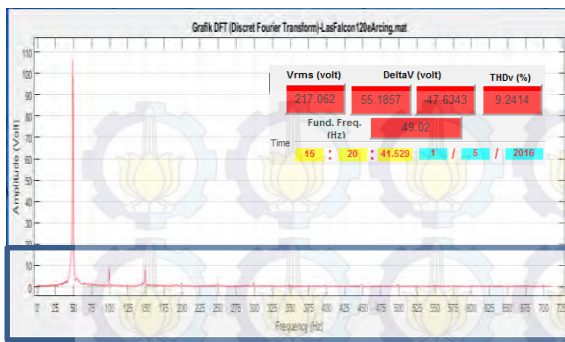 Grafik DFT (Discret Fourier Transform)-LasFalcon120eArcing.mat
Vrms (volt) DeltaV (volt) THDv (%)
217.062 55.1857 -47.6343 9.2414
Fund. Freq. (Hz) 49.02
Time 15 : 20 : 41.529 1 / 5 / 2016
Amplitude (Volt)
110
100
90
80
70
60
50
40
30
20
10
0
0 25 50 75 100 125 150 175 200 225 250 275 300 325 350 375 400 425 450 475 500 525 550 575 600 625 650 675 700 725
Frequency (Hz)